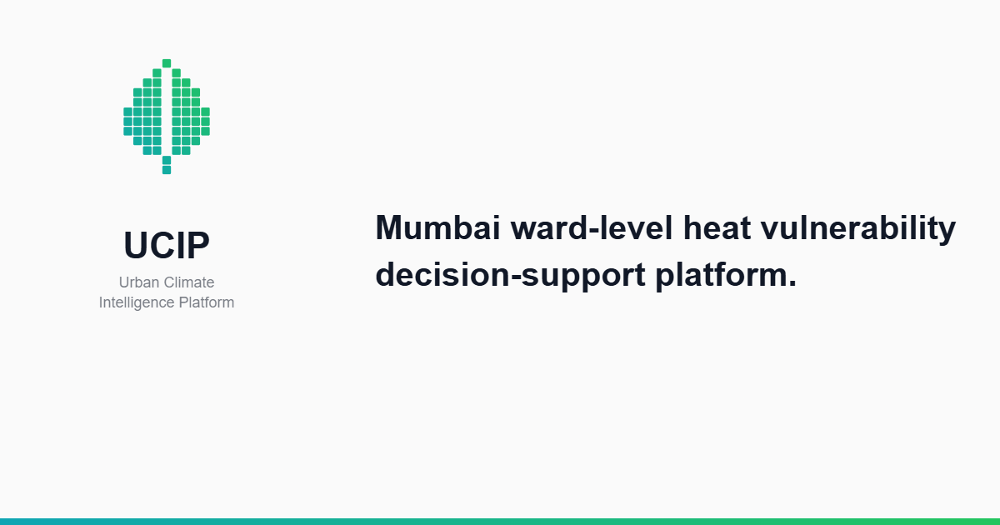 UCIP
Urban Climate
Intelligence Platform
Mumbai ward-level heat vulnerability
decision-support platform.